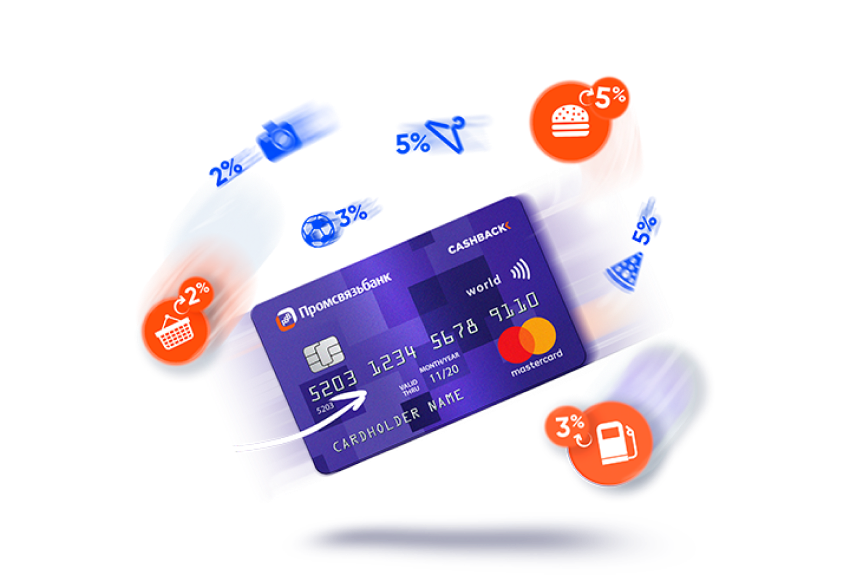 5%
5%
2%
3%
5%
CASHBACK
Промсвязьбанк
world
2%
5203 1234 5678 9110
5203
VALID THRU
MONTH/YEAR
11/20
mastercard
CARDHOLDER NAME
3%